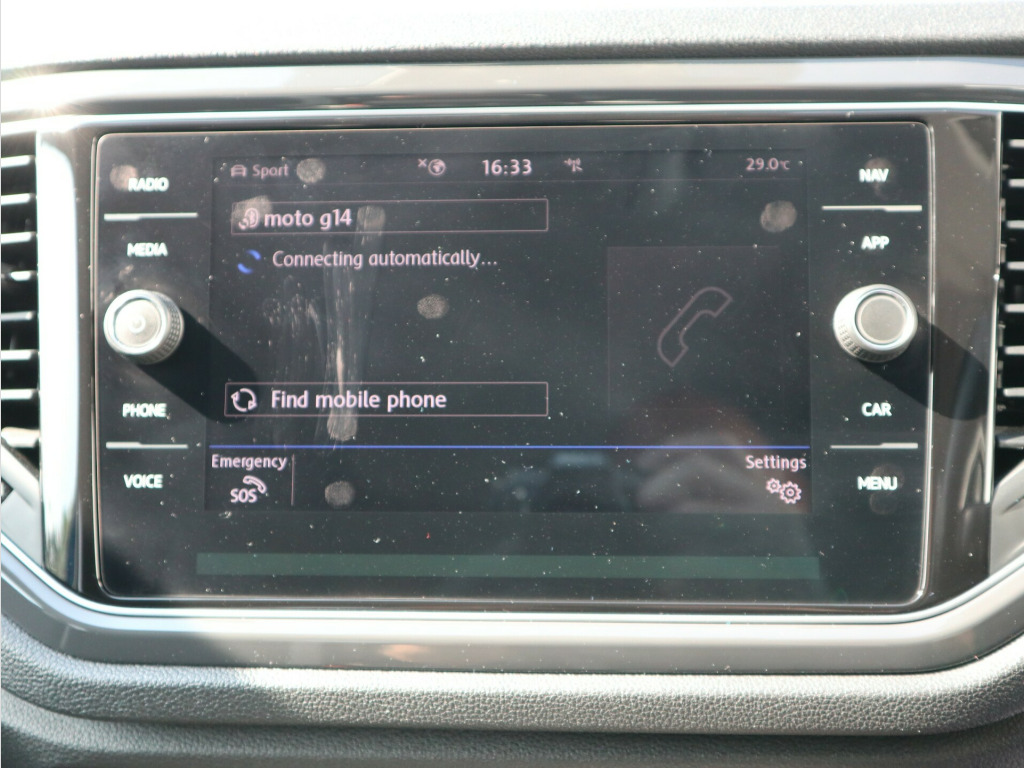 RADIO
MEDIA
PHONE
VOICE
Sport 16:33 29.0°C
moto g14
Connecting automatically...
Find mobile phone
Emergency
SOS
Settings
NAV
APP
CAR
MENU